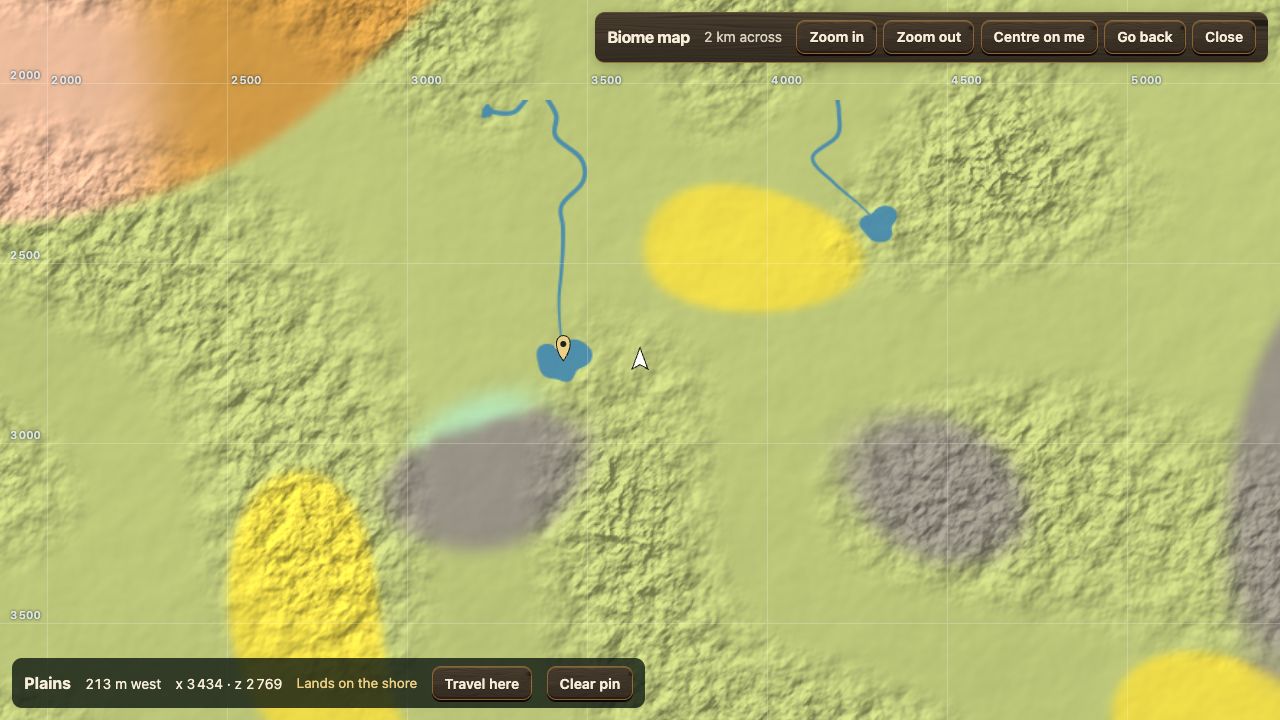 Biome map 2 km across Zoom in Zoom out Centre on me Go back Close
2000 2000 2500 3000 3500 4000 4500 5000
2500
3000
3500
Plains 213 m west x 3434 · z 2769 Lands on the shore Travel here Clear pin